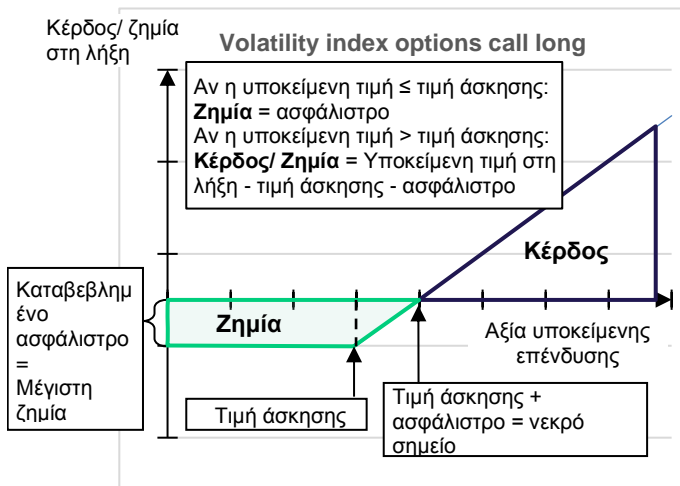 Κέρδος/ ζημία
στη λήξη
Volatility index options call long
Αν η υποκείμενη τιμή ≤ τιμή άσκησης:
Ζημία = ασφάλιστρο
Αν η υποκείμενη τιμή > τιμή άσκησης:
Κέρδος/ Ζημία = Υποκείμενη τιμή στη
λήξη - τιμή άσκησης - ασφάλιστρο
Κέρδος
Καταβεβλημ
ένο
ασφάλιστρο
=
Μέγιστη
ζημία
Ζημία
Αξία υποκείμενης
επένδυσης
Τιμή άσκησης
Τιμή άσκησης +
ασφάλιστρο = νεκρό
σημείο